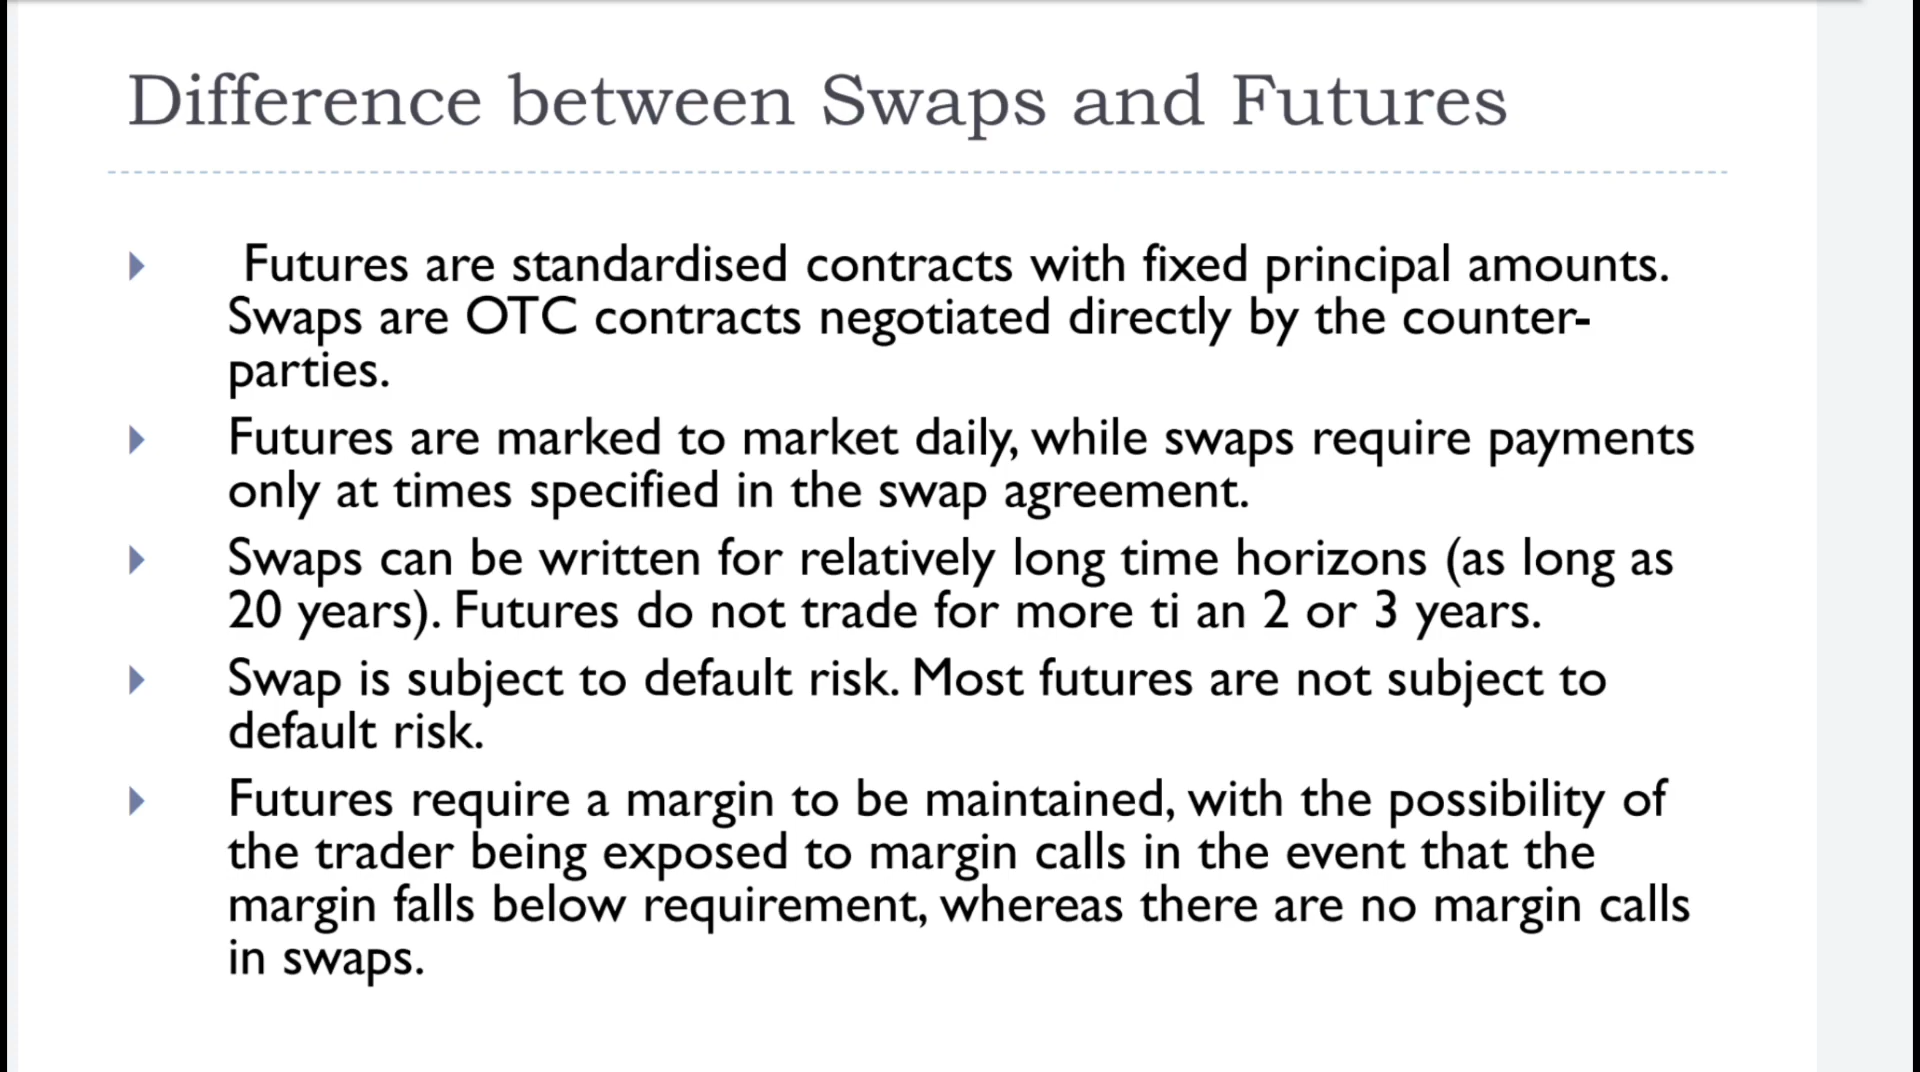 Difference between Swaps and Futures
Futures are standardised contracts with fixed principal amounts.
Swaps are OTC contracts negotiated directly by the counter-
parties.
Futures are marked to market daily, while swaps require payments
only at times specified in the swap agreement.
Swaps can be written for relatively long time horizons (as long as
20 years). Futures do not trade for more ti an 2 or 3 years.
Swap is subject to default risk. Most futures are not subject to
default risk.
Futures require a margin to be maintained, with the possibility of
the trader being exposed to margin calls in the event that the
margin falls below requirement, whereas there are no margin calls
in swaps.